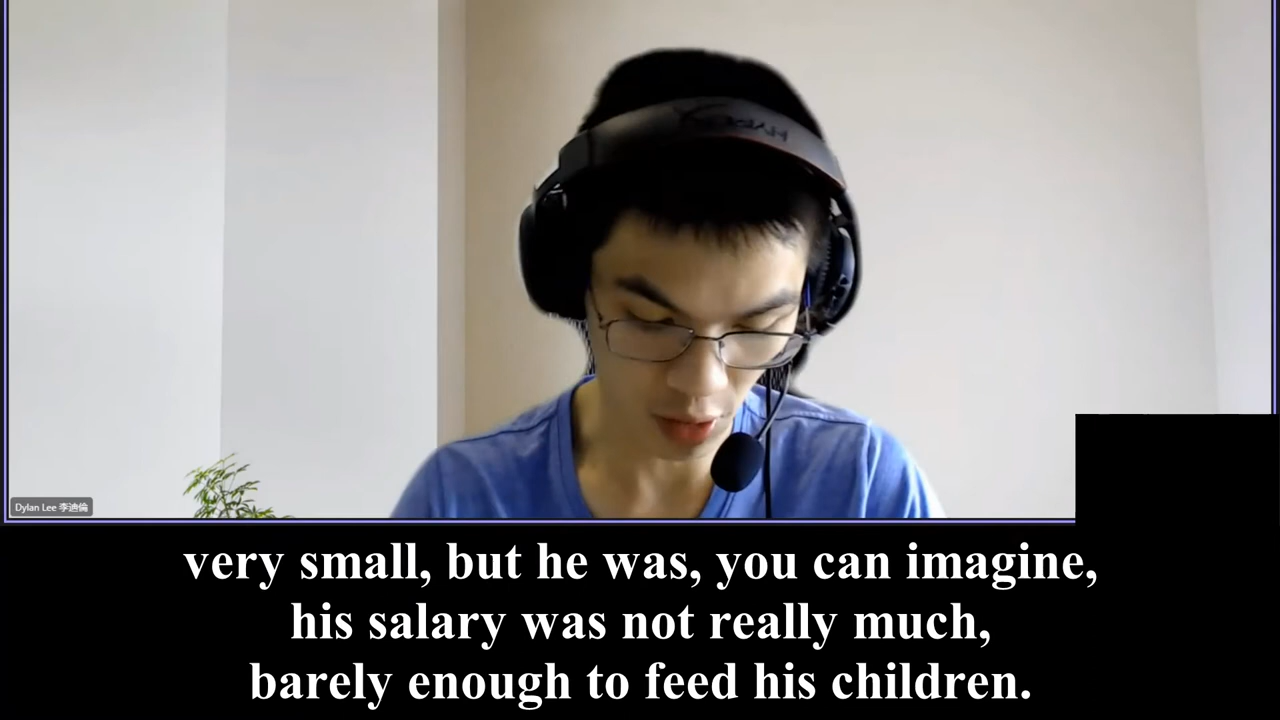 Dylan Lee 李迪倫
very small, but he was, you can imagine,
his salary was not really much,
barely enough to feed his children.